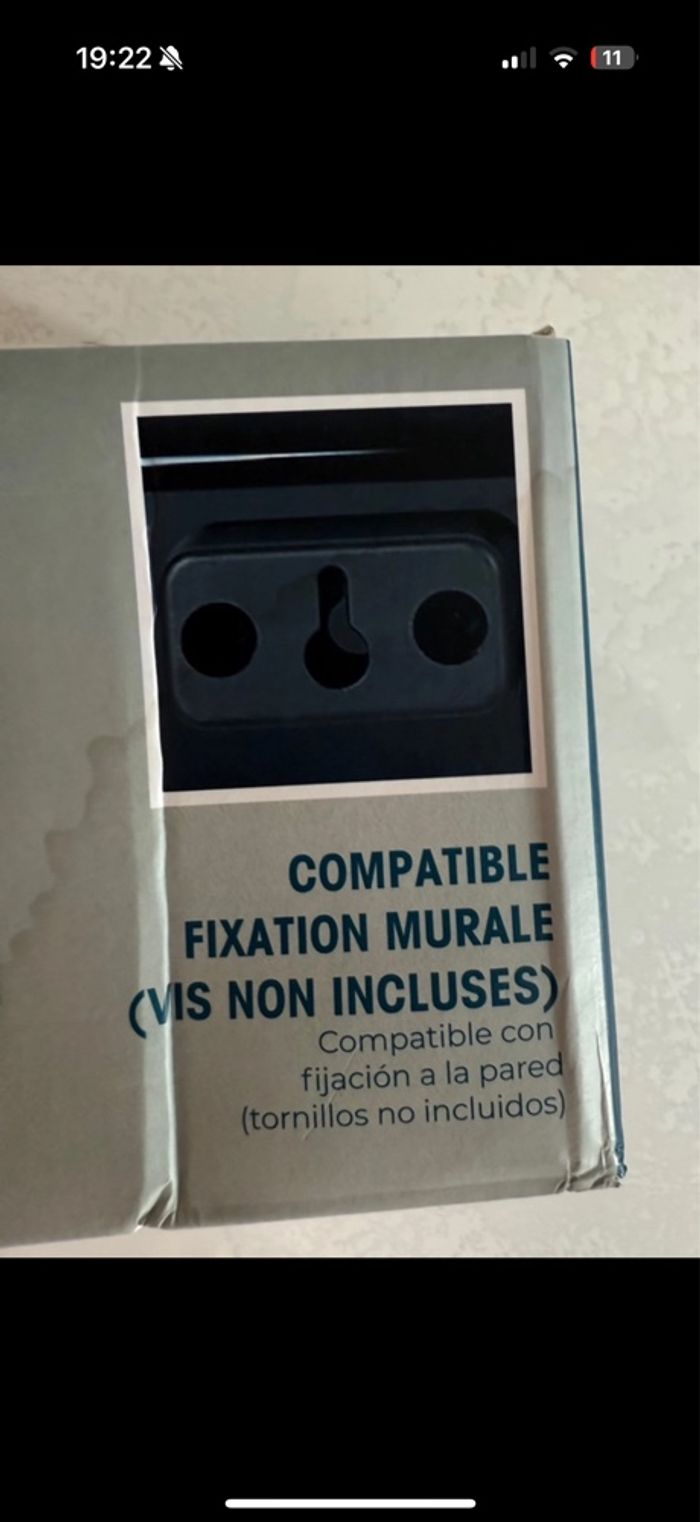 19:22
11
COMPATIBLE
FIXATION MURALE
(VIS NON INCLUSES)
Compatible con
fijación a la pared
(tornillos no incluidos)